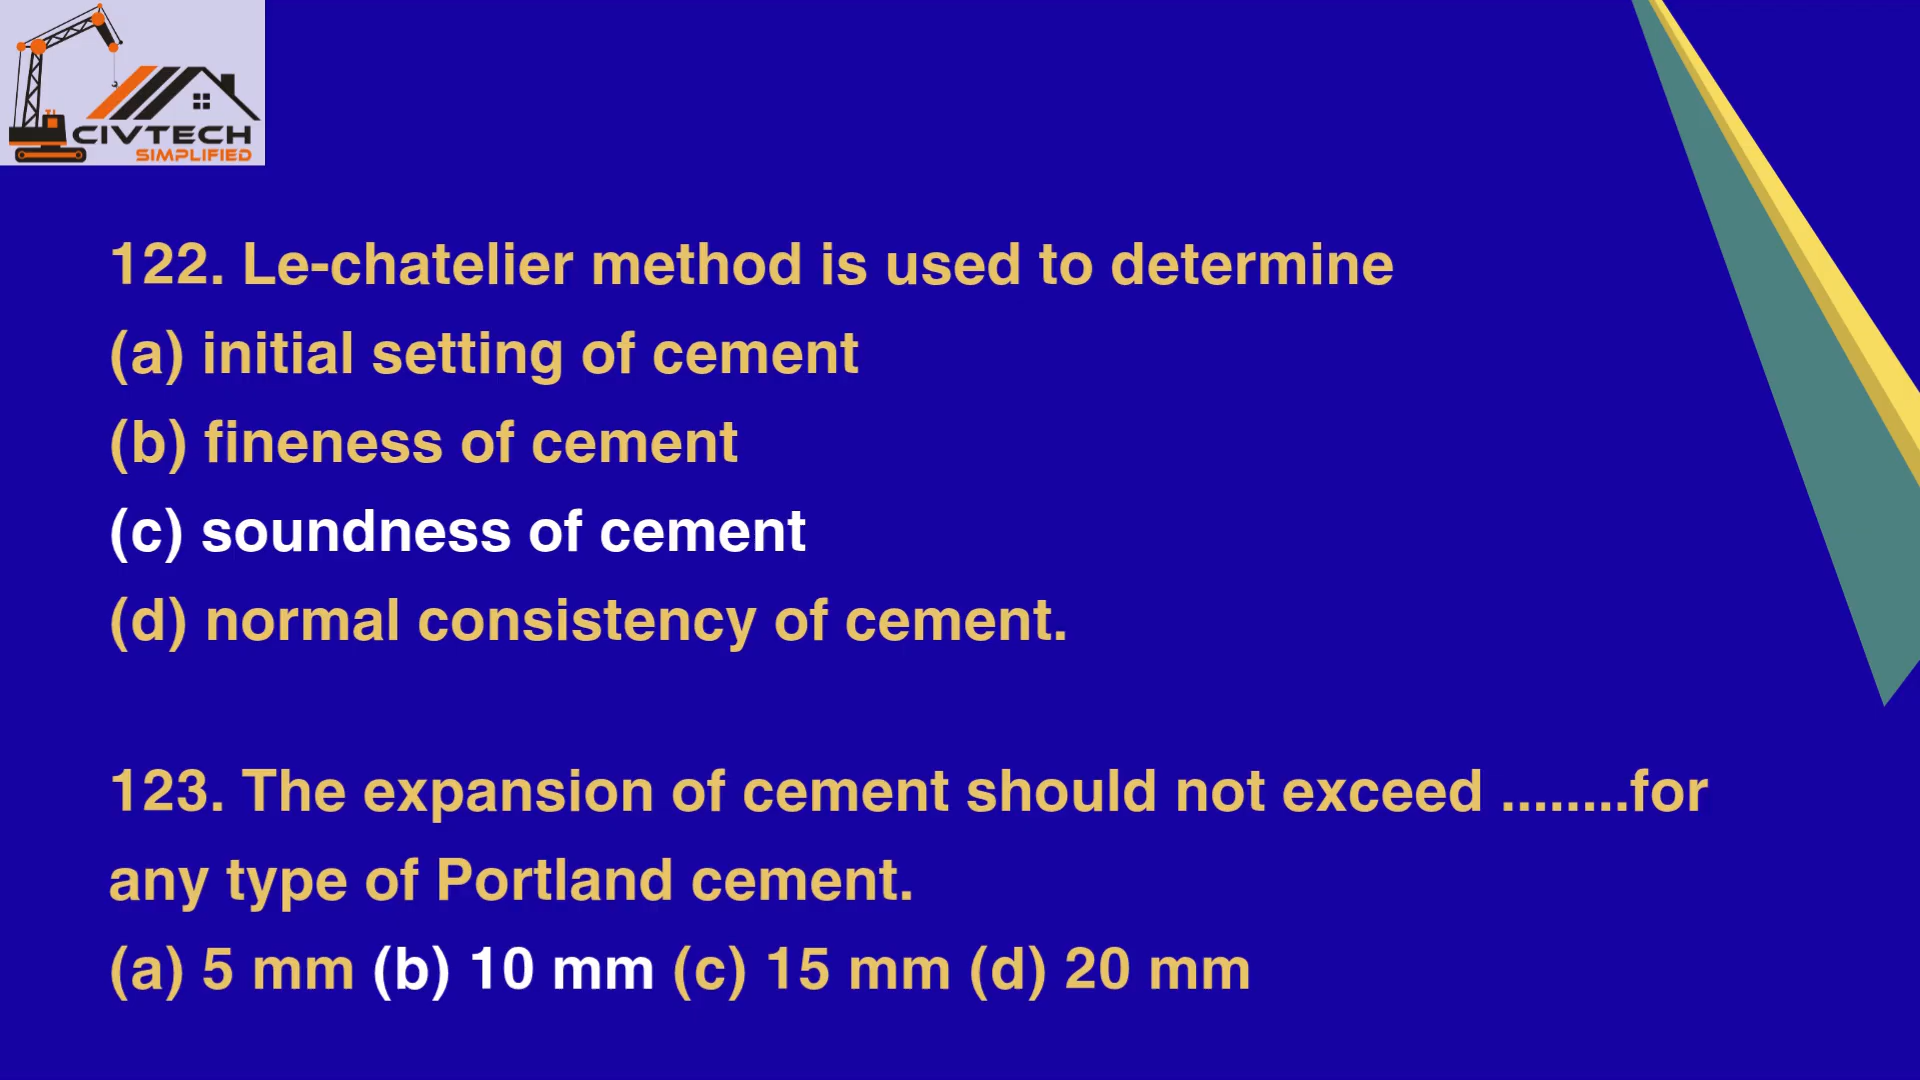 CIVTECH
SIMPLIFIED
122. Le-chatelier method is used to determine
(a) initial setting of cement
(b) fineness of cement
(c) soundness of cement
(d) normal consistency of cement.
123. The expansion of cement should not exceed ........for
any type of Portland cement.
(a) 5 mm (b) 10 mm (c) 15 mm (d) 20 mm